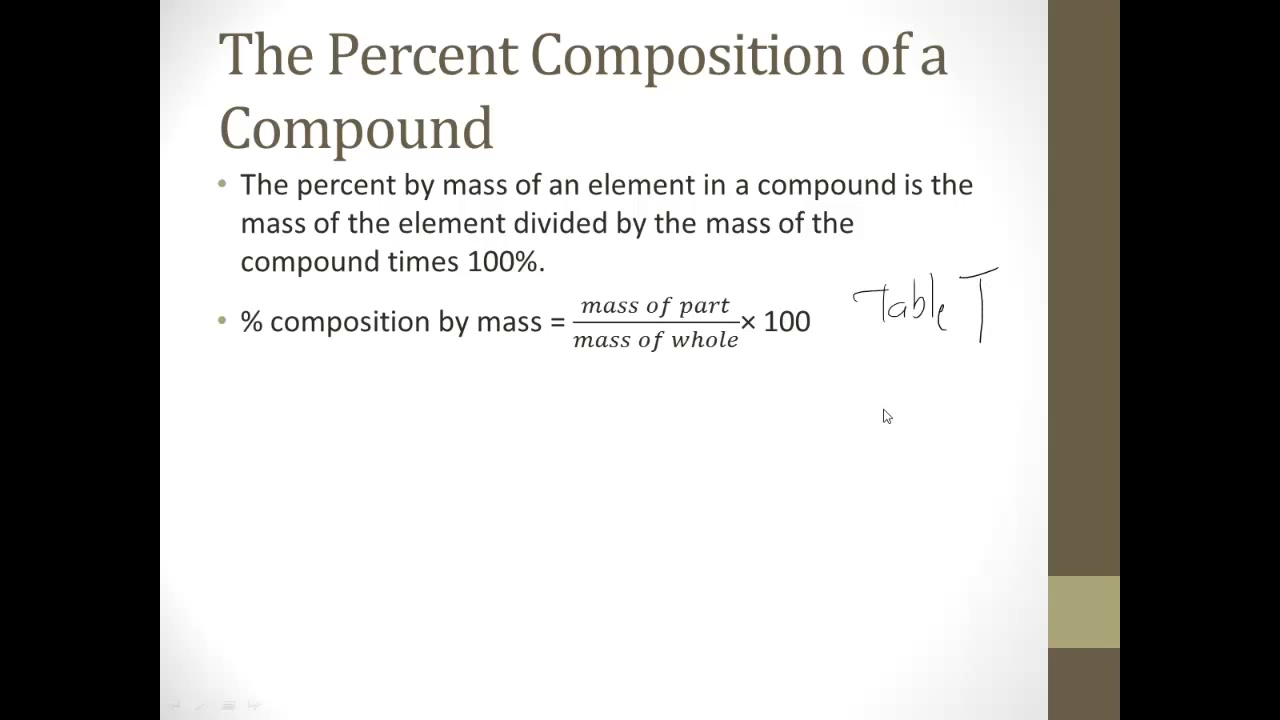 The Percent Composition of a
Compound
• The percent by mass of an element in a compound is the
mass of the element divided by the mass of the
compound times 100%.
• % composition by mass = mass of part / mass of whole × 100
Table T